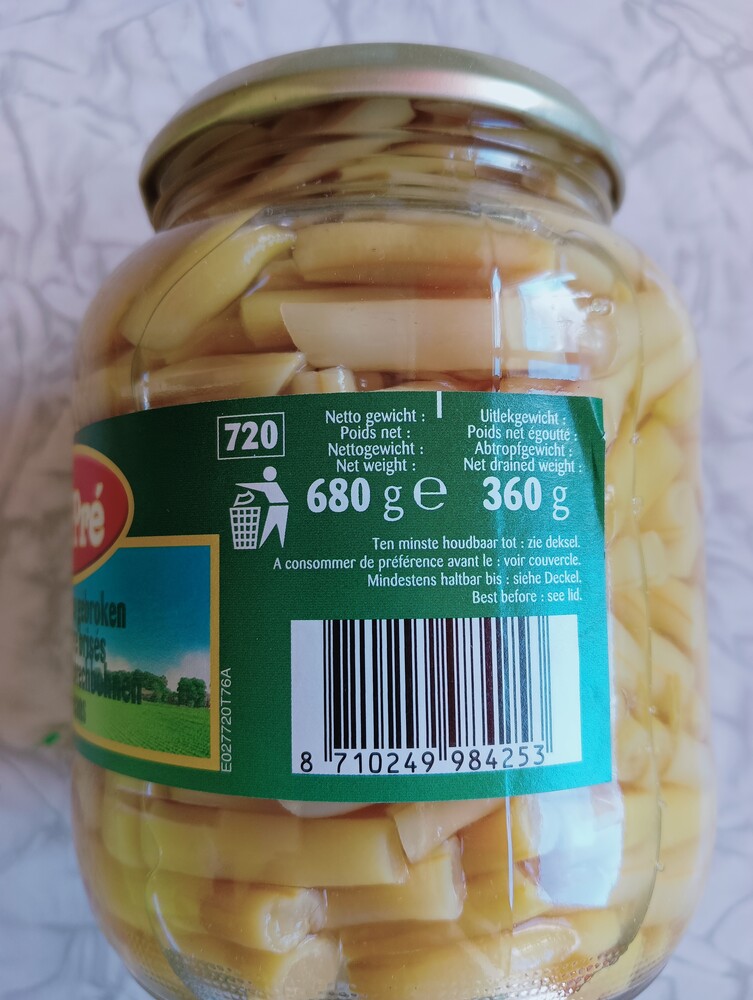 720
Netto gewicht :
Poids net :
Nettogewicht :
Net weight :
680 g e
Uitlekgewicht :
Poids net égoutté :
Abtropfgewicht :
Net drained weight :
360 g
Ten minste houdbaar tot : zie deksel.
A consommer de préférence avant le : voir couvercle.
Mindestens haltbar bis : siehe Deckel.
Best before : see lid.
Pré
gebroken
E027720T76A
8 710249 984253